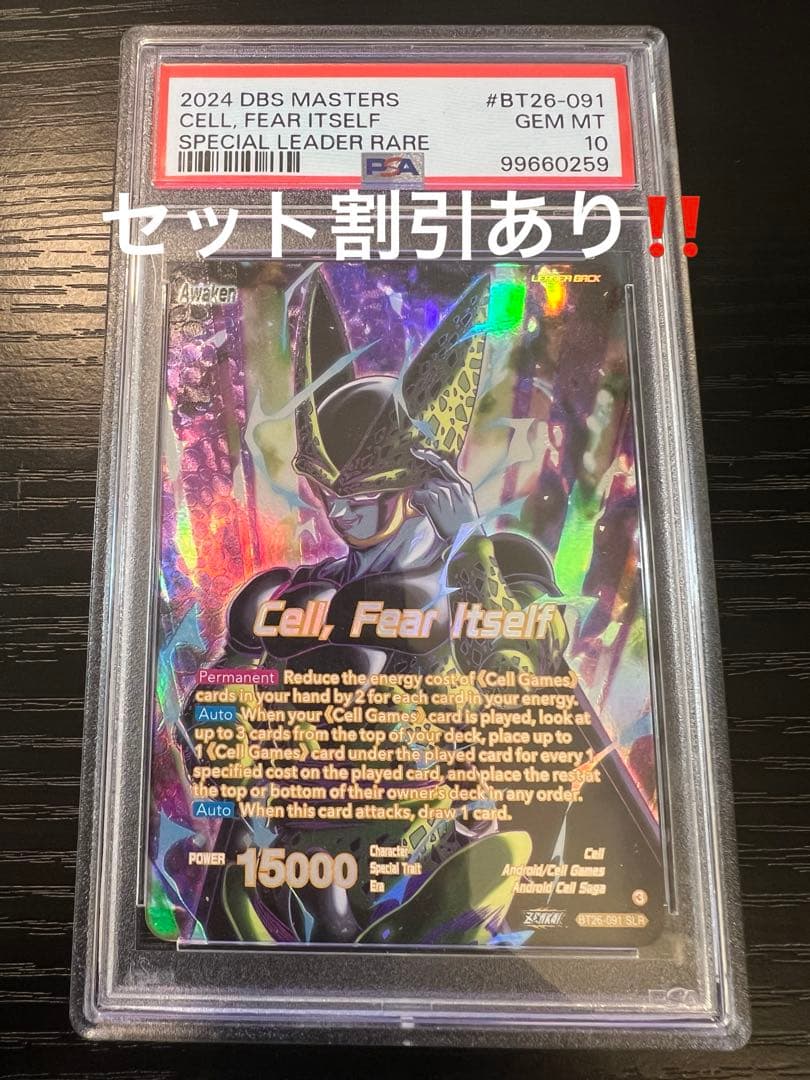 2024 DBS MASTERS #BT26-091
CELL, FEAR ITSELF GEM MT
SPECIAL LEADER RARE 10
PSA 99660259
セット割引あり‼️
Awaken LEADER BACK
Cell, Fear Itself
Permanent Reduce the energy cost of《Cell Games》
cards in your hand by 2 for each card in your energy.
Auto When your《Cell Games》card is played, look at
up to 3 cards from the top of your deck, place up to
1《Cell Games》card under the played card for every 1
specified cost on the played card, and place the rest at
the top or bottom of their owner's deck in any order.
Auto When this card attacks, draw 1 card.
POWER 15000
Character Cell
Special Trait Android/Cell Games
Era Android Cell Saga
3
ZENKAI BT26-091 SLR
PSA